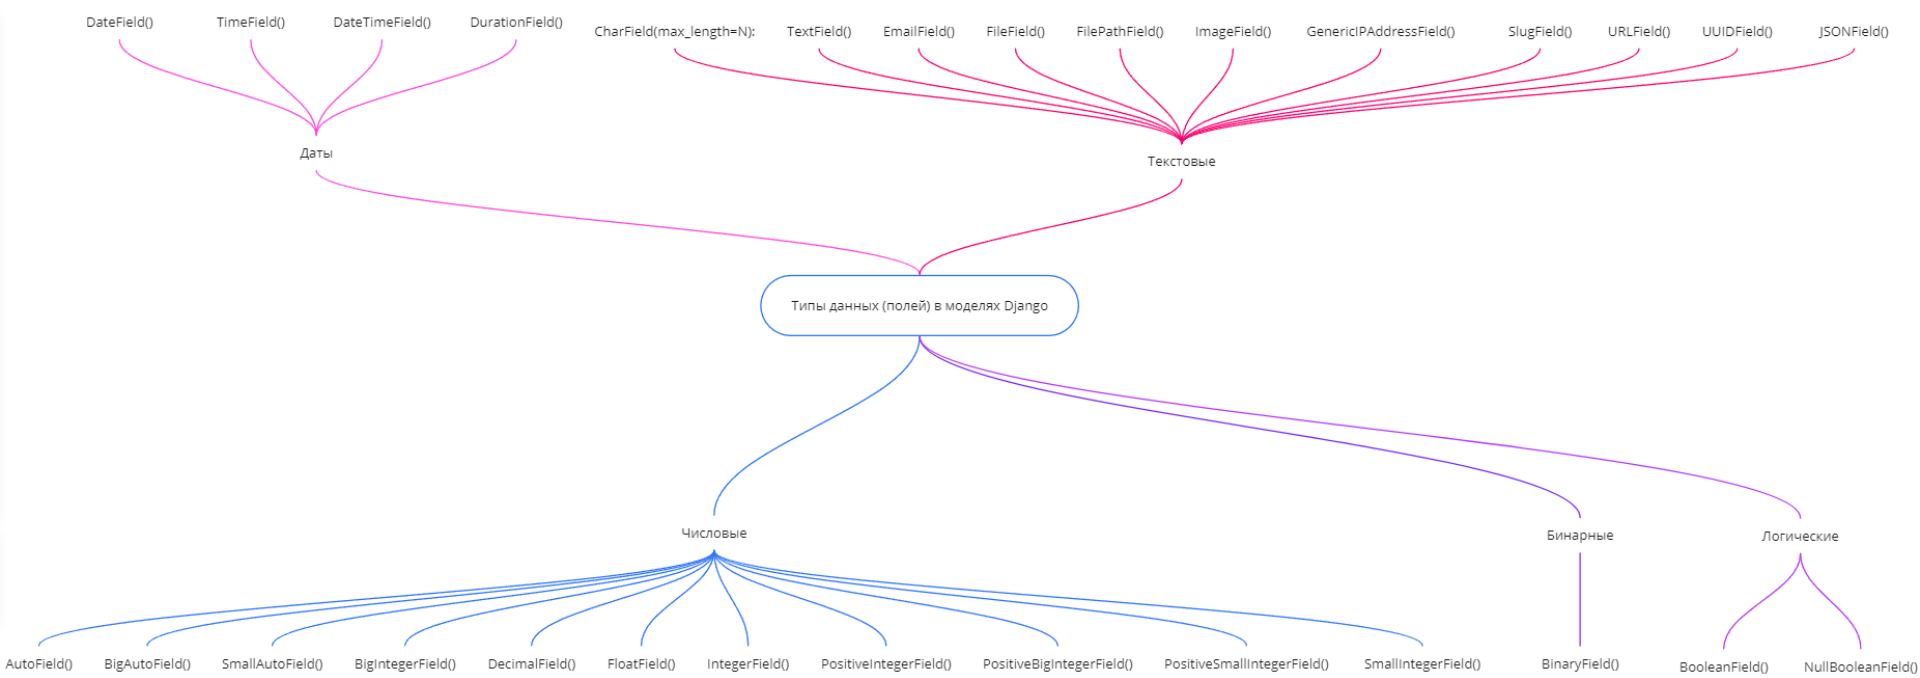 DateField()
TimeField()
DateTimeField()
DurationField()
CharField(max_length=N):
TextField()
EmailField()
FileField()
FilePathField()
ImageField()
GenericIPAddressField()
SlugField()
URLField()
UUIDField()
JSONField()
Даты
Текстовые
Типы данных (полей) в моделях Django
Числовые
Бинарные
Логические
AutoField()
BigAutoField()
SmallAutoField()
BigIntegerField()
DecimalField()
FloatField()
IntegerField()
PositiveIntegerField()
PositiveBigIntegerField()
PositiveSmallIntegerField()
SmallIntegerField()
BinaryField()
BooleanField()
NullBooleanField()